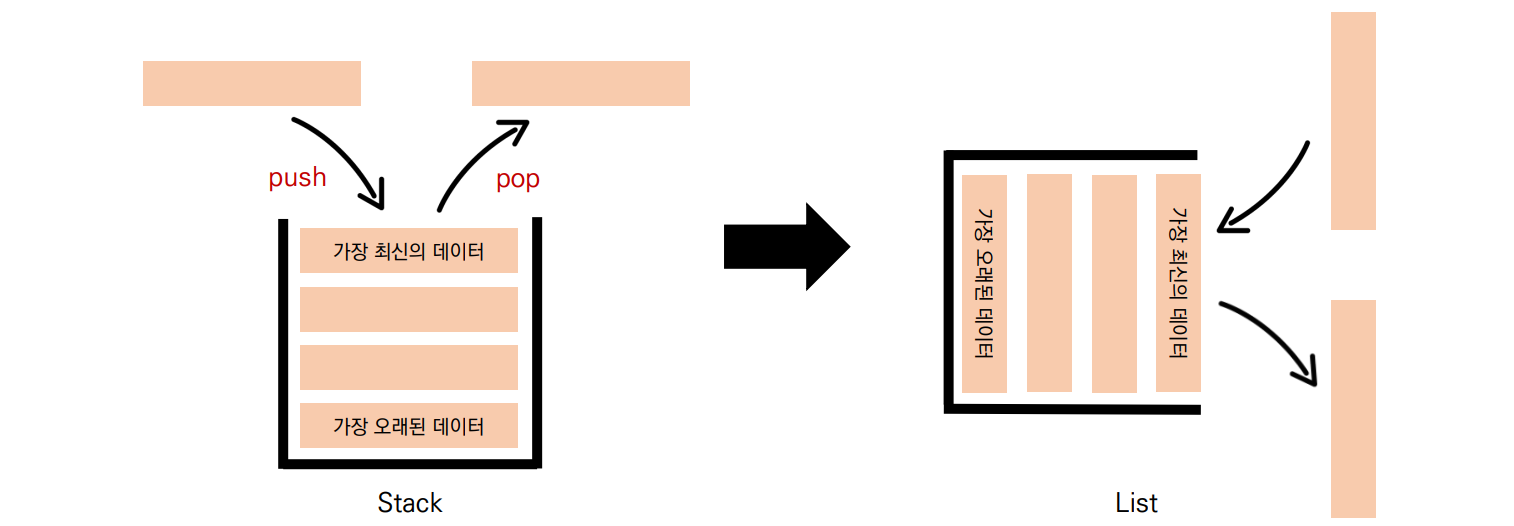 push
pop
가장 최신의 데이터
가장 오래된 데이터
Stack
가장 오래된 데이터
가장 최신의 데이터
List